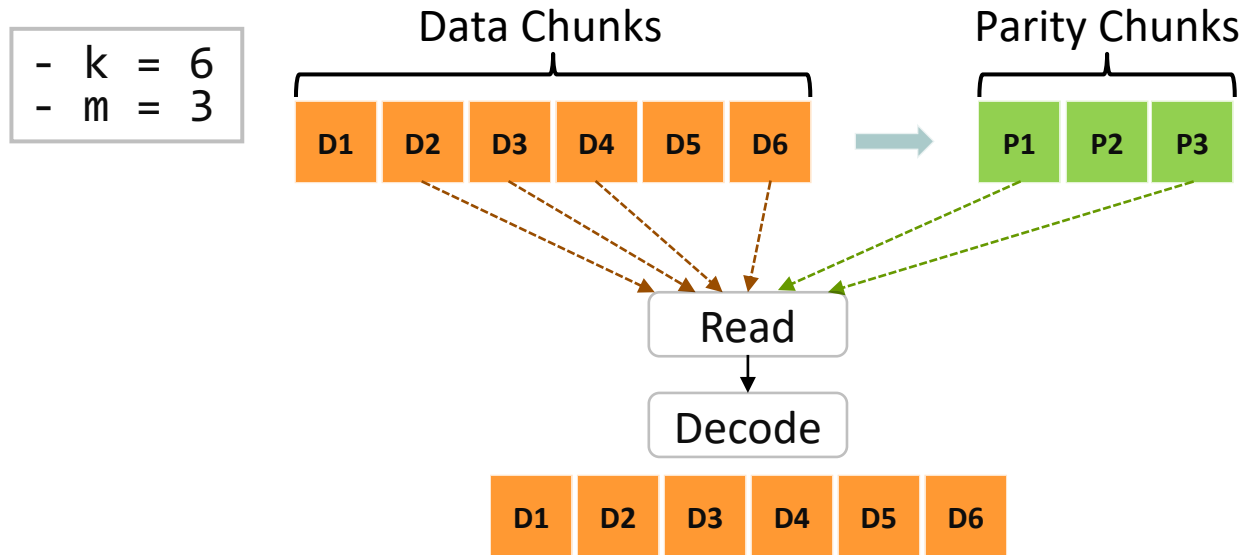 - k = 6
- m = 3
Data Chunks
Parity Chunks
D1 D2 D3 D4 D5 D6
P1 P2 P3
Read
Decode
D1 D2 D3 D4 D5 D6